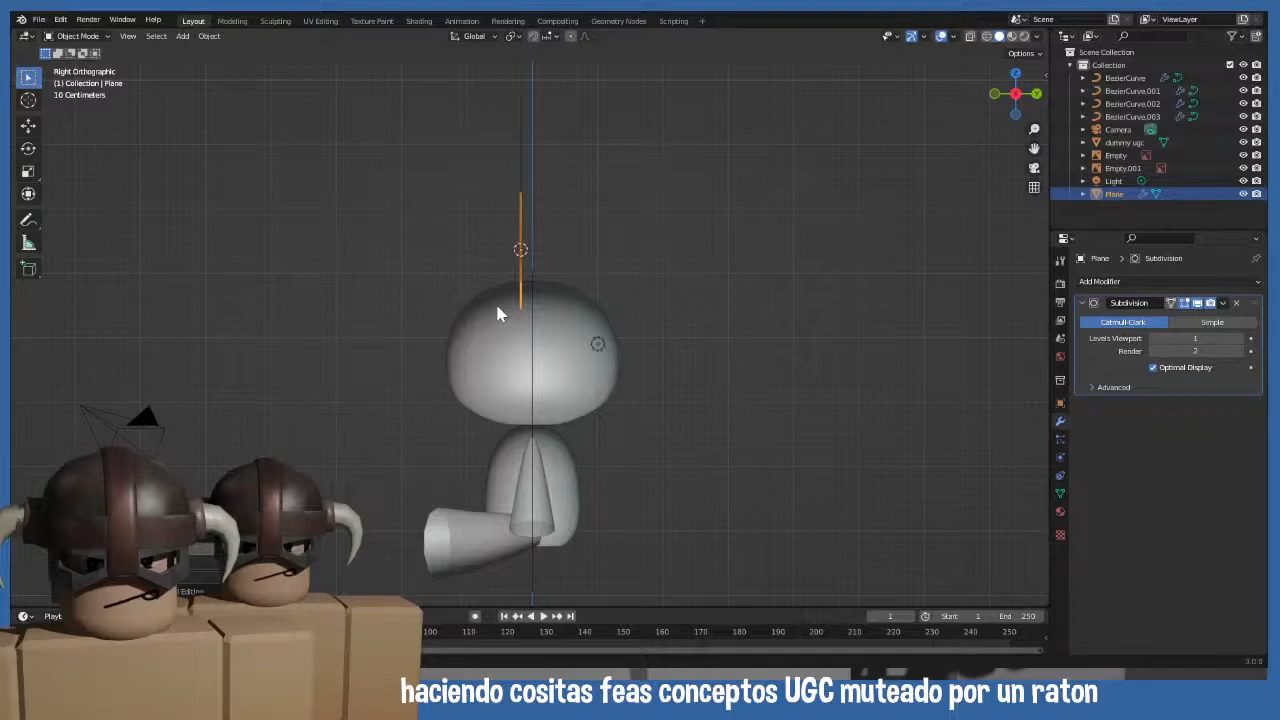 File Edit Render Window Help Layout Modeling Sculpting UV Editing Texture Paint Shading Animation Rendering Compositing Geometry Nodes Scripting + Scene ViewLayer
Object Mode View Select Add Object Global
Options
Right Orthographic
(1) Collection | Plane
10 Centimeters
Z
X
Y
Scene Collection
Collection
BezierCurve
BezierCurve.001
BezierCurve.002
BezierCurve.003
Camera
dummy ugc
Empty
Empty.001
Light
Plane
Plane > Subdivision
Add Modifier
Subdivision
Catmull-Clark Simple
Levels Viewport 1
Render 2
Optimal Display
Advanced
Editing
1 Start 1 End 250
100 110 120 130 140 150 160 170 180 190 200 210 220 230 240 250
3.0.0
haciendo cositas feas conceptos UGC muteado por un raton